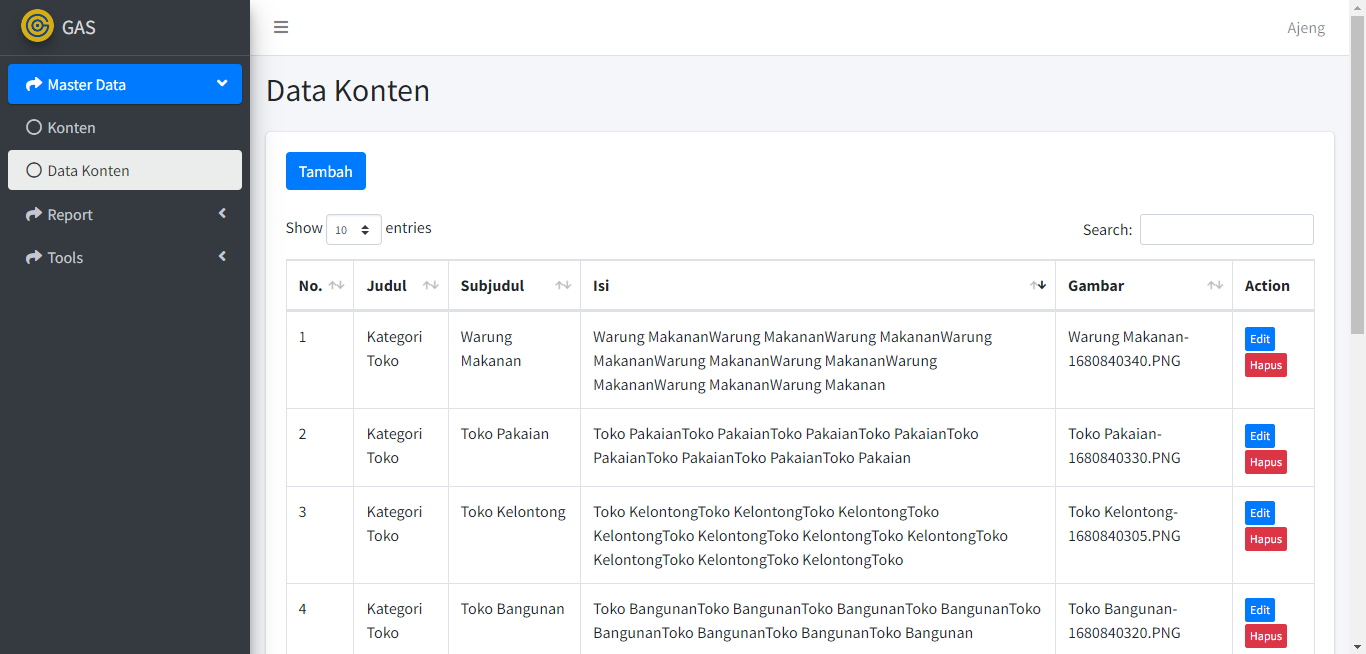 GAS
Ajeng
Master Data
Konten
Data Konten
Report
Tools
Data Konten
Tambah
Show 10 entries
Search:
No. Judul Subjudul Isi Gambar Action
1 Kategori Warung Warung MakananWarung MakananWarung MakananWarung Warung Makanan- Edit
Toko Makanan MakananWarung MakananWarung MakananWarung 1680840340.PNG Hapus
MakananWarung MakananWarung Makanan
2 Kategori Toko Pakaian Toko PakaianToko PakaianToko PakaianToko PakaianToko Toko Pakaian- Edit
Toko PakaianToko PakaianToko PakaianToko Pakaian 1680840330.PNG Hapus
3 Kategori Toko Kelontong Toko KelontongToko KelontongToko KelontongToko Toko Kelontong- Edit
Toko KelontongToko KelontongToko KelontongToko KelontongToko 1680840305.PNG Hapus
KelontongToko KelontongToko KelontongToko
4 Kategori Toko Bangunan Toko BangunanToko BangunanToko BangunanToko BangunanToko Toko Bangunan- Edit
Toko BangunanToko BangunanToko BangunanToko Bangunan 1680840320.PNG Hapus